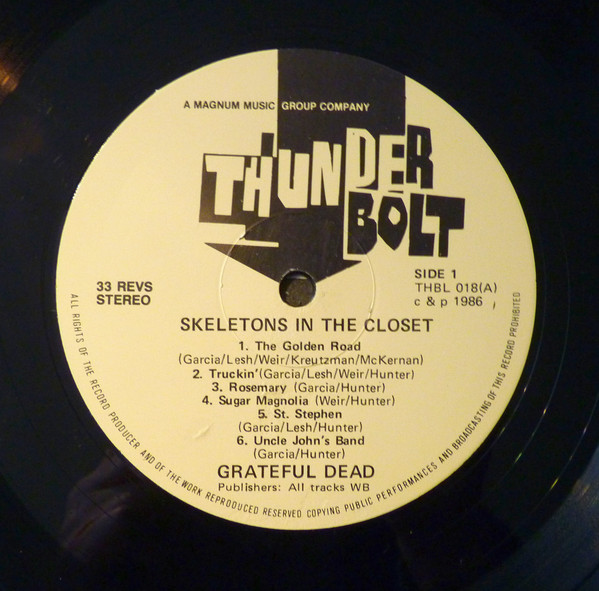 A MAGNUM MUSIC GROUP COMPANY
THUNDER
BOLT
33 REVS
STEREO
SIDE 1
THBL 018(A)
c & p 1986
SKELETONS IN THE CLOSET
1. The Golden Road
(Garcia/Lesh/Weir/Kreutzman/McKernan)
2. Truckin'(Garcia/Lesh/Weir/Hunter)
3. Rosemary (Garcia/Hunter)
4. Sugar Magnolia (Weir/Hunter)
5. St. Stephen
(Garcia/Lesh/Hunter)
6. Uncle John's Band
(Garcia/Hunter)
GRATEFUL DEAD
Publishers: All tracks WB
ALL RIGHTS OF THE RECORD PRODUCER AND OF THE WORK REPRODUCED RESERVED COPYING PUBLIC PERFORMANCES AND BROADCASTING OF THIS RECORD PROHIBITED